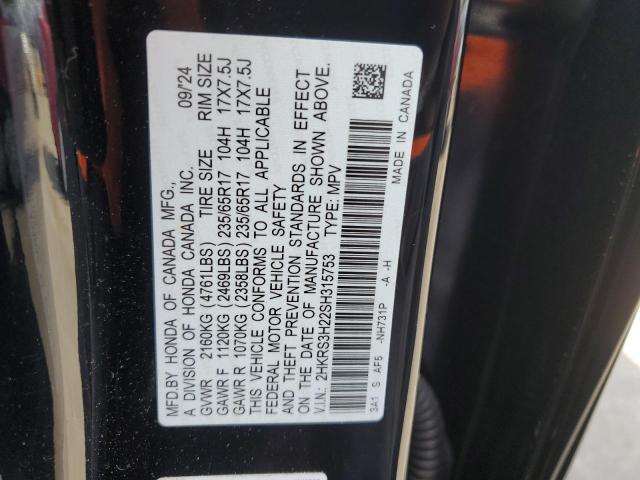 MFD.BY HONDA OF CANADA MFG.,
A DIVISION OF HONDA CANADA INC. 09/24
GVWR 2160KG (4761LBS) TIRE SIZE RIM SIZE
GAWR F 1120KG (2469LBS) 235/65R17 104H 17X7.5J
GAWR R 1070KG (2358LBS) 235/65R17 104H 17X7.5J
THIS VEHICLE CONFORMS TO ALL APPLICABLE
FEDERAL MOTOR VEHICLE SAFETY
AND THEFT PREVENTION STANDARDS IN EFFECT
ON THE DATE OF MANUFACTURE SHOWN ABOVE.
V.I.N.: 2HKRS3H22SH315753 TYPE: MPV
3A1 S AF5 -NH731P -A -H MADE IN CANADA